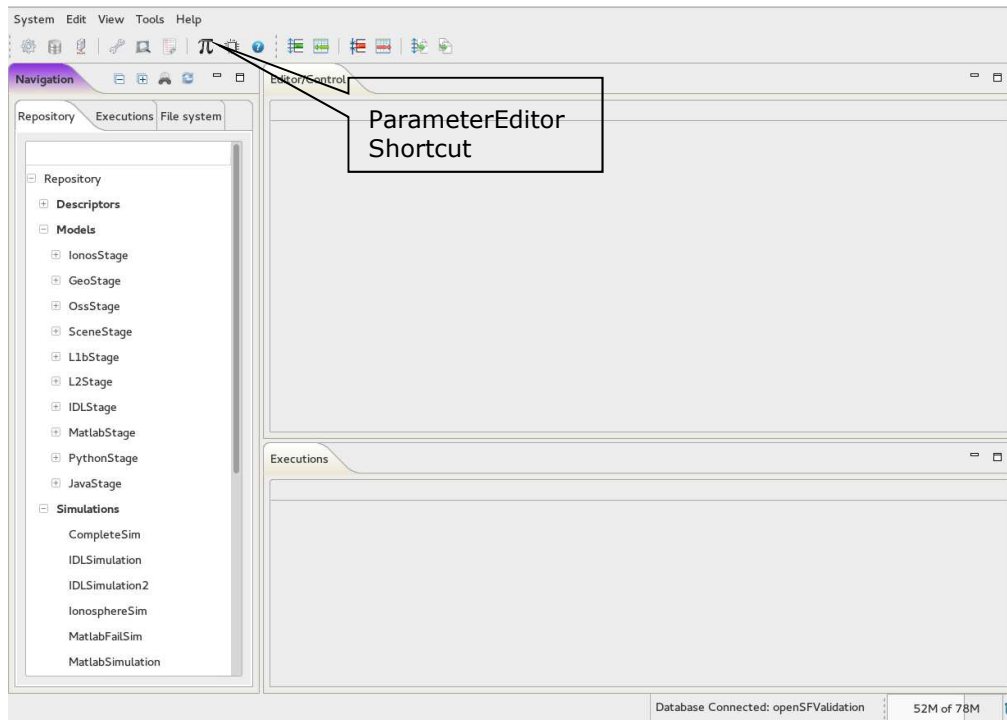 System Edit View Tools Help
π
Navigation
Editor/Control
Repository Executions File system
ParameterEditor
Shortcut
Repository
Descriptors
Models
IonosStage
GeoStage
OssStage
SceneStage
L1bStage
L2Stage
IDLStage
MatlabStage
PythonStage
JavaStage
Simulations
CompleteSim
IDLSimulation
IDLSimulation2
IonosphereSim
MatlabFailSim
MatlabSimulation
Executions
Database Connected: openSFValidation 52M of 78M